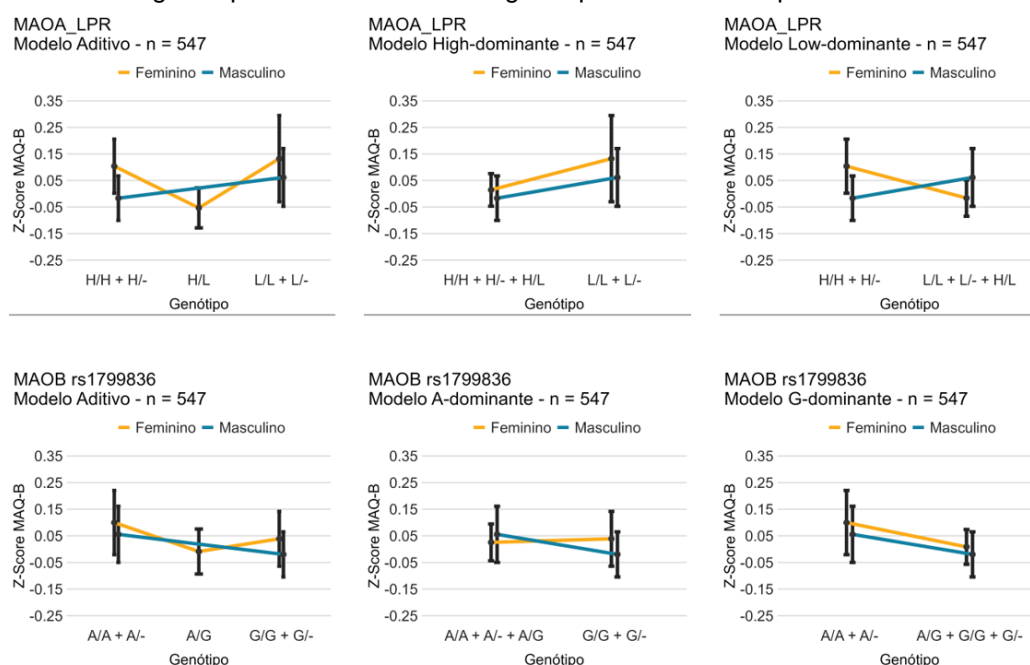 MAOA_LPR
Modelo Aditivo - n = 547
Feminino Masculino
0.35
0.25
0.15
0.05
-0.05
-0.15
-0.25
Z-Score MAQ-B
H/H + H/- H/L L/L + L/-
Genótipo
MAOA_LPR
Modelo High-dominante - n = 547
Feminino Masculino
0.35
0.25
0.15
0.05
-0.05
-0.15
-0.25
Z-Score MAQ-B
H/H + H/- + H/L L/L + L/-
Genótipo
MAOA_LPR
Modelo Low-dominante - n = 547
Feminino Masculino
0.35
0.25
0.15
0.05
-0.05
-0.15
-0.25
Z-Score MAQ-B
H/H + H/- L/L + L/- + H/L
Genótipo
MAOB rs1799836
Modelo Aditivo - n = 547
Feminino Masculino
0.35
0.25
0.15
0.05
-0.05
-0.15
-0.25
Z-Score MAQ-B
A/A + A/- A/G G/G + G/-
Genótipo
MAOB rs1799836
Modelo A-dominante - n = 547
Feminino Masculino
0.35
0.25
0.15
0.05
-0.05
-0.15
-0.25
Z-Score MAQ-B
A/A + A/- + A/G G/G + G/-
Genótipo
MAOB rs1799836
Modelo G-dominante - n = 547
Feminino Masculino
0.35
0.25
0.15
0.05
-0.05
-0.15
-0.25
Z-Score MAQ-B
A/A + A/- A/G + G/G + G/-
Genótipo